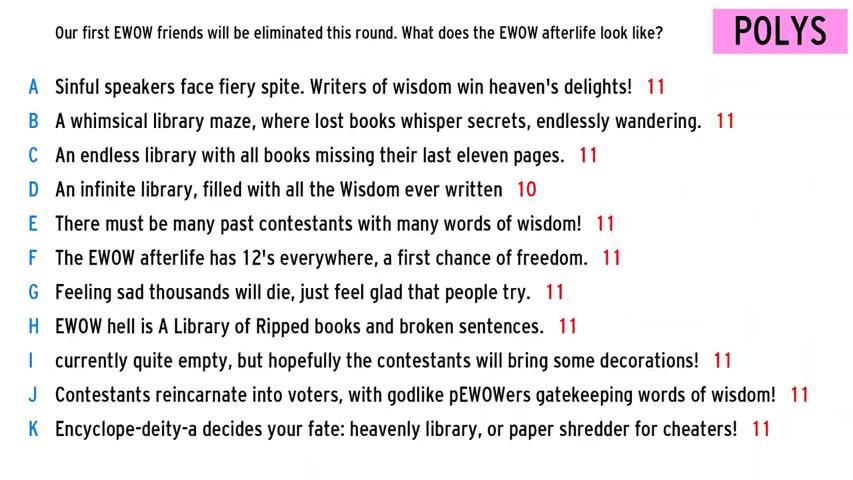 Our first EWOW friends will be eliminated this round. What does the EWOW afterlife look like?
POLYS
A Sinful speakers face fiery spite. Writers of wisdom win heaven's delights! 11
B A whimsical library maze, where lost books whisper secrets, endlessly wandering. 11
C An endless library with all books missing their last eleven pages. 11
D An infinite library, filled with all the Wisdom ever written 10
E There must be many past contestants with many words of wisdom! 11
F The EWOW afterlife has 12's everywhere, a first chance of freedom. 11
G Feeling sad thousands will die, just feel glad that people try. 11
H EWOW hell is A Library of Ripped books and broken sentences. 11
I currently quite empty, but hopefully the contestants will bring some decorations! 11
J Contestants reincarnate into voters, with godlike pEWOWers gatekeeping words of wisdom! 11
K Encyclope-deity-a decides your fate: heavenly library, or paper shredder for cheaters! 11